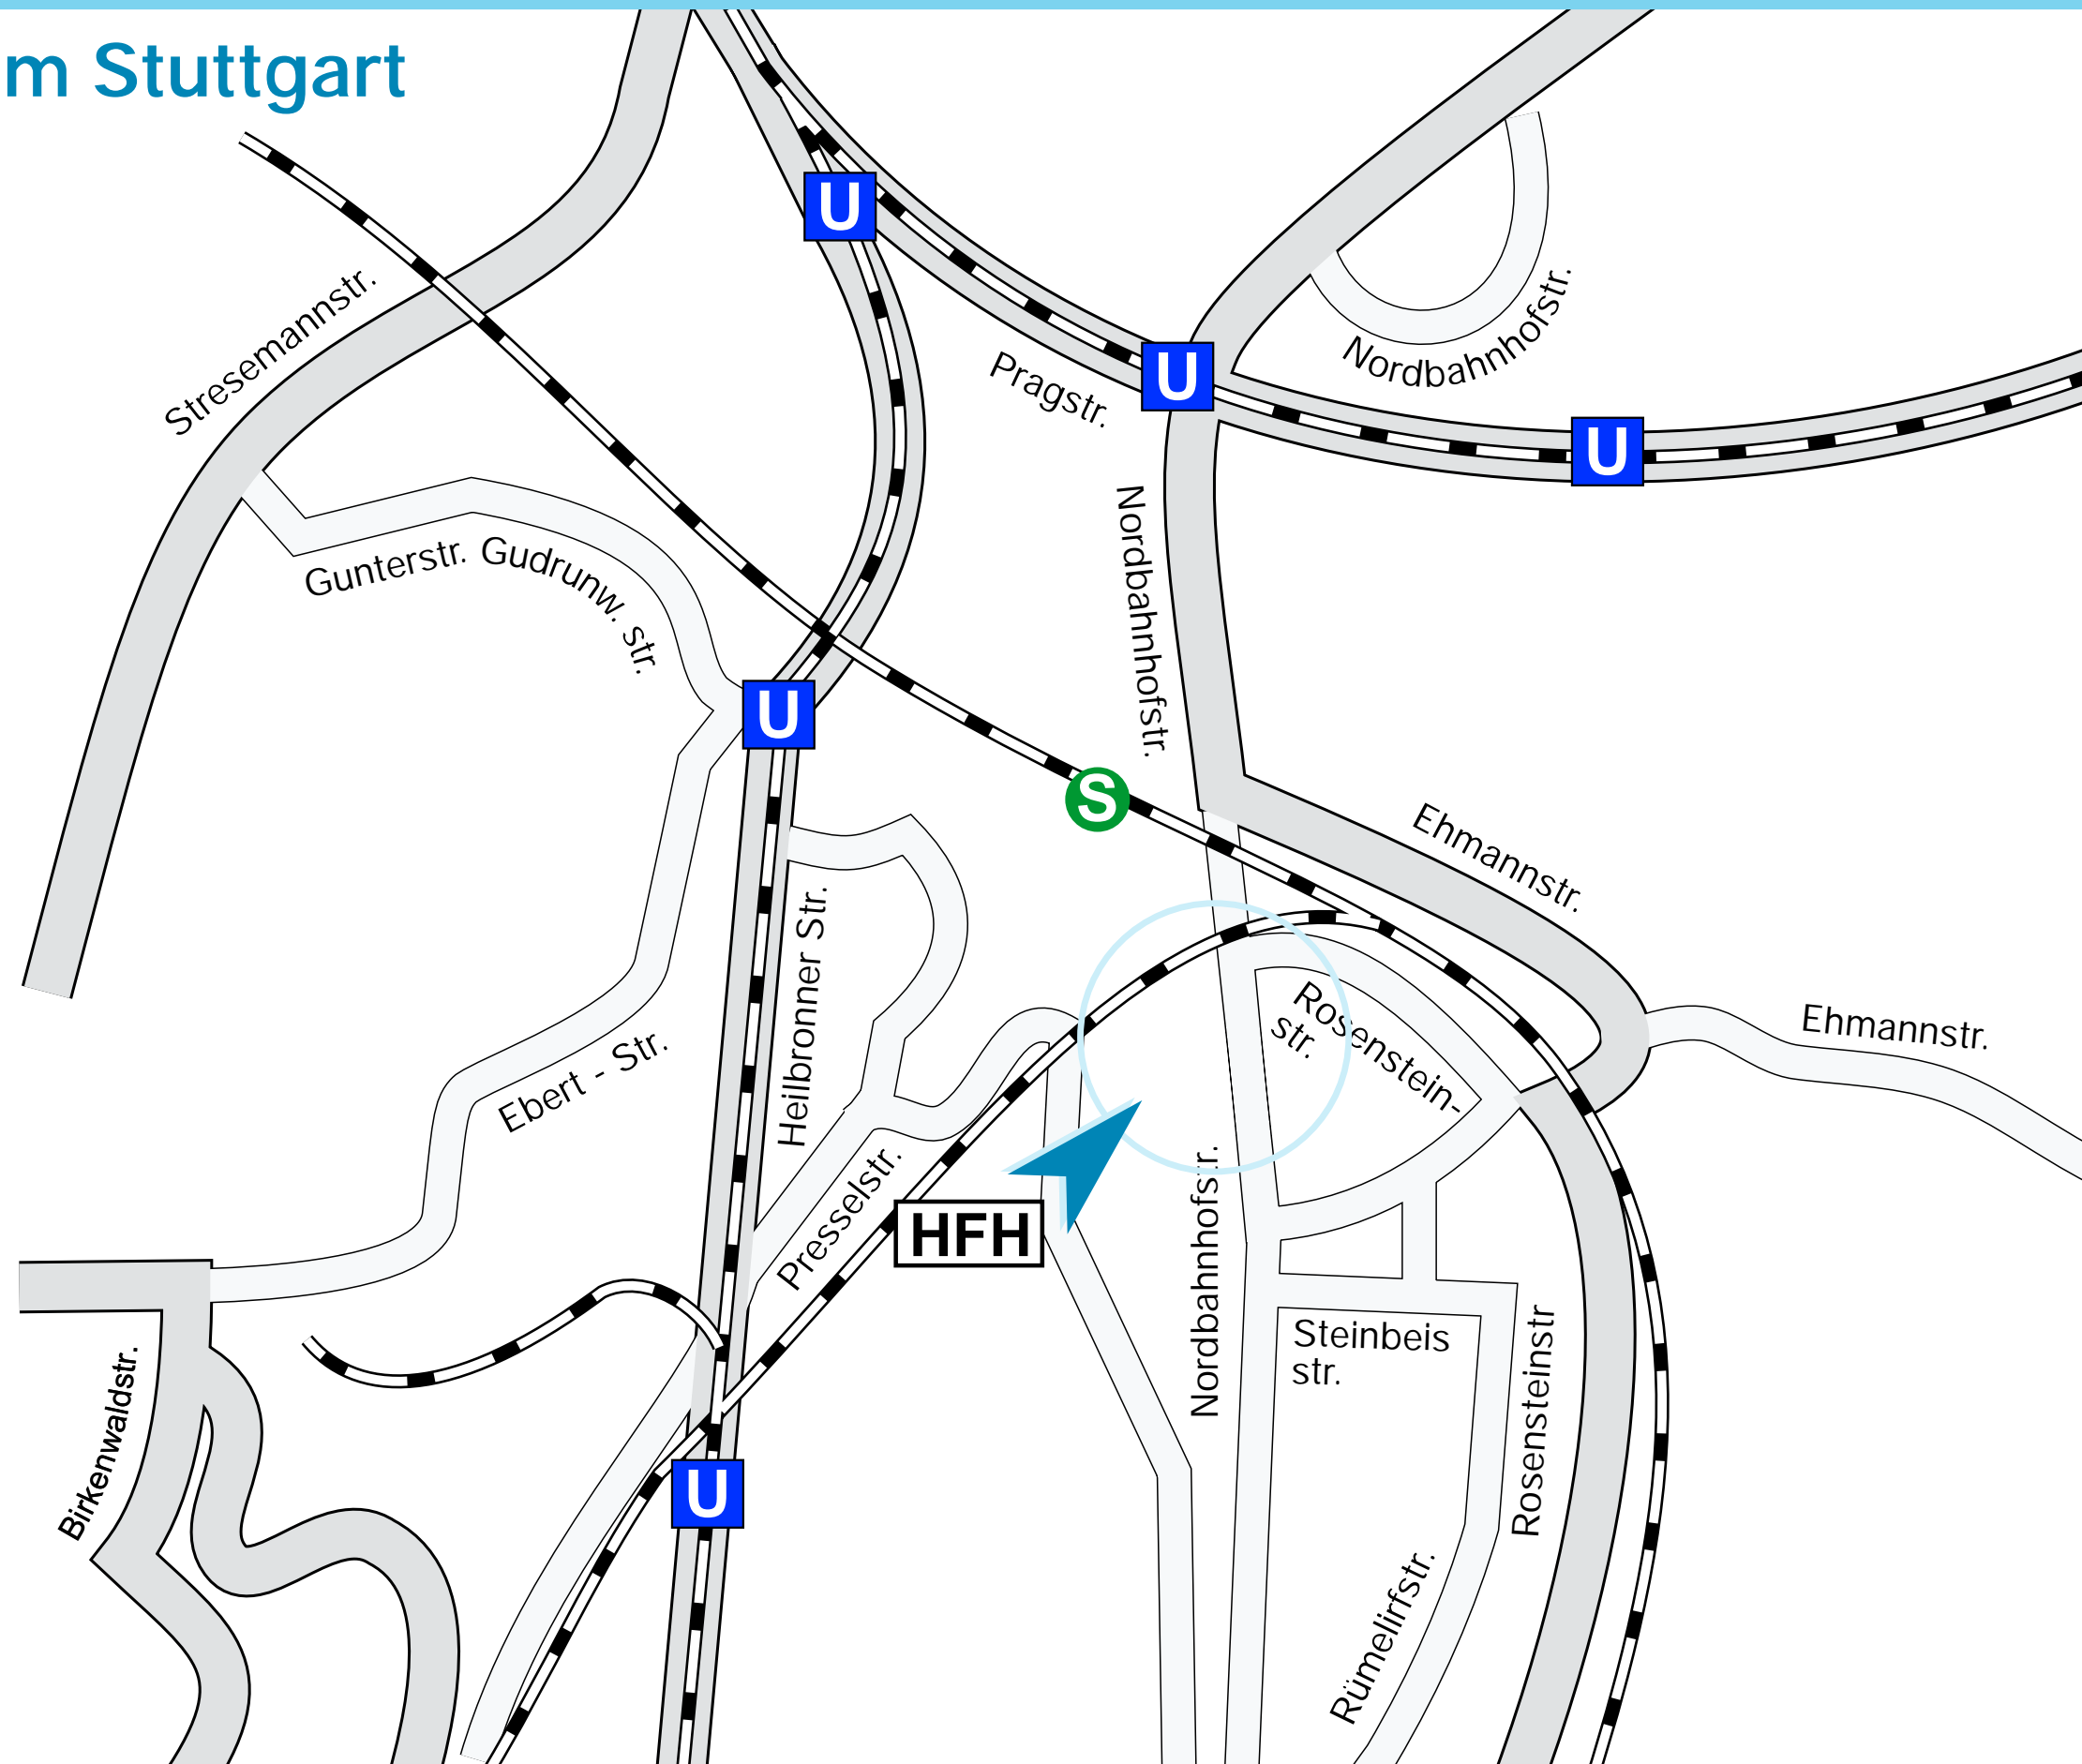 m Stuttgart
U
Stresemannstr.
Nordbahnhofstr.
Pragstr.
U
U
Gunterstr. Gudrunw. str.
Nordbahnhofstr.
U
S
Ehmannstr.
Heilbronner Str.
Rosenstein-
str.
Ehmannstr.
Ebert - Str.
Presselstr.
HFH
Nordbahnhofstr.
Steinbeis
str.
Rosensteinstr
Birkenwaldstr.
U
Rümelirfstr.